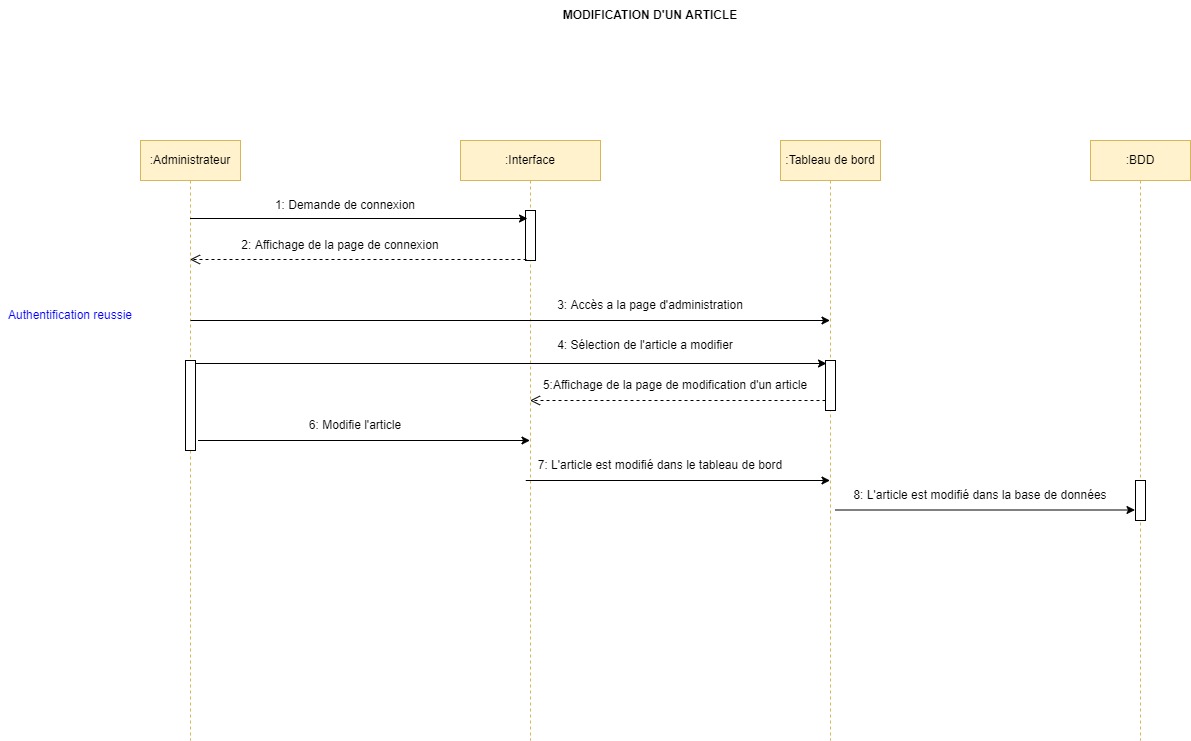 MODIFICATION D'UN ARTICLE
:Administrateur
:Interface
:Tableau de bord
:BDD
1: Demande de connexion
2: Affichage de la page de connexion
3: Accès a la page d'administration
Authentification reussie
4: Sélection de l'article a modifier
5:Affichage de la page de modification d'un article
6: Modifie l'article
7: L'article est modifié dans le tableau de bord
8: L'article est modifié dans la base de données